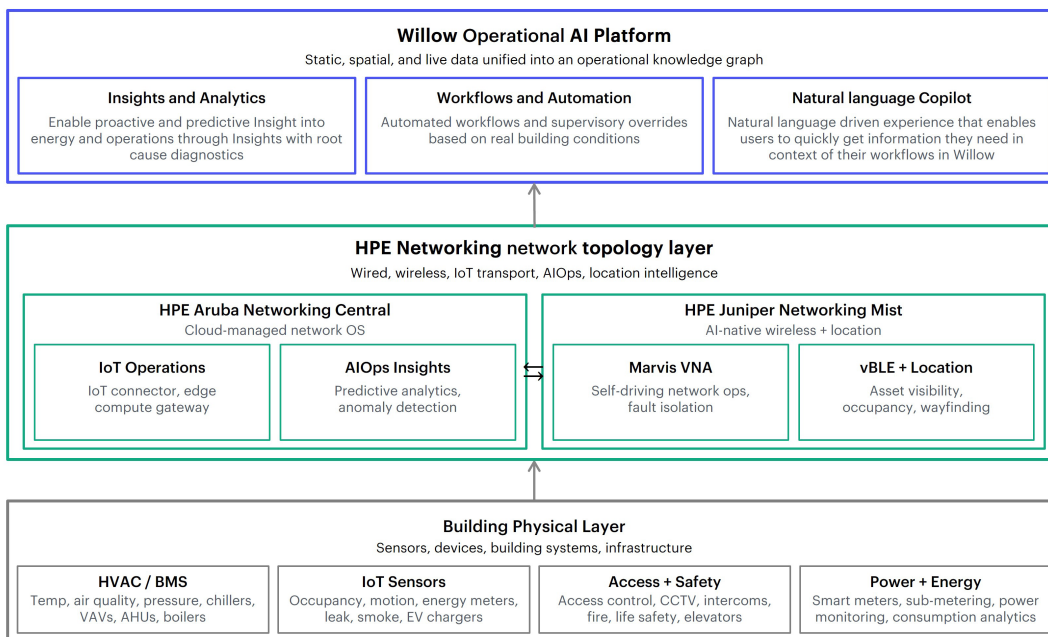 Willow Operational AI Platform
Static, spatial, and live data unified into an operational knowledge graph
Insights and Analytics
Enable proactive and predictive Insight into
energy and operations through Insights with root
cause diagnostics
Workflows and Automation
Automated workflows and supervisory overrides
based on real building conditions
Natural language Copilot
Natural language driven experience that enables
users to quickly get information they need in
context of their workflows in Willow
HPE Networking network topology layer
Wired, wireless, IoT transport, AIOps, location intelligence
HPE Aruba Networking Central
Cloud-managed network OS
IoT Operations
IoT connector, edge
compute gateway
AIOps Insights
Predictive analytics,
anomaly detection
HPE Juniper Networking Mist
AI-native wireless + location
Marvis VNA
Self-driving network ops,
fault isolation
vBLE + Location
Asset visibility,
occupancy, wayfinding
Building Physical Layer
Sensors, devices, building systems, infrastructure
HVAC / BMS
Temp, air quality, pressure, chillers,
VAVs, AHUs, boilers
IoT Sensors
Occupancy, motion, energy meters,
leak, smoke, EV chargers
Access + Safety
Access control, CCTV, intercoms,
fire, life safety, elevators
Power + Energy
Smart meters, sub-metering, power
monitoring, consumption analytics